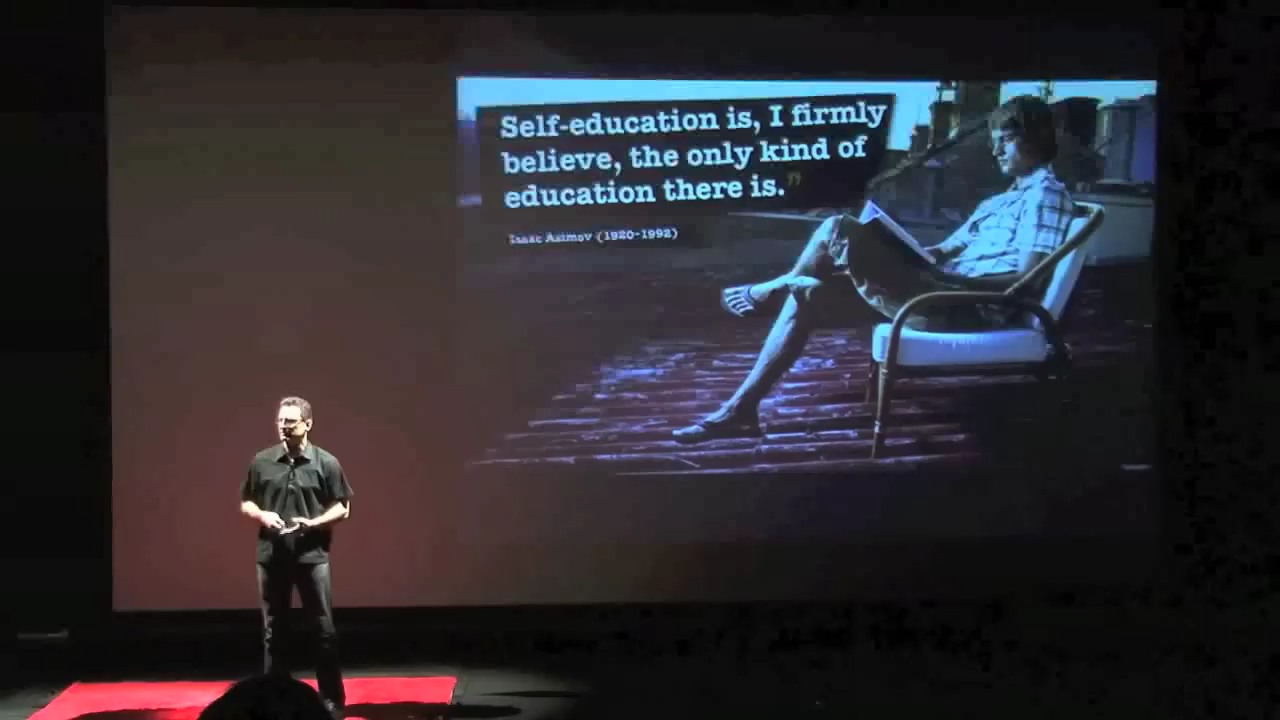 Self-education is, I firmly
believe, the only kind of
education there is.”
Isaac Asimov (1920-1992)